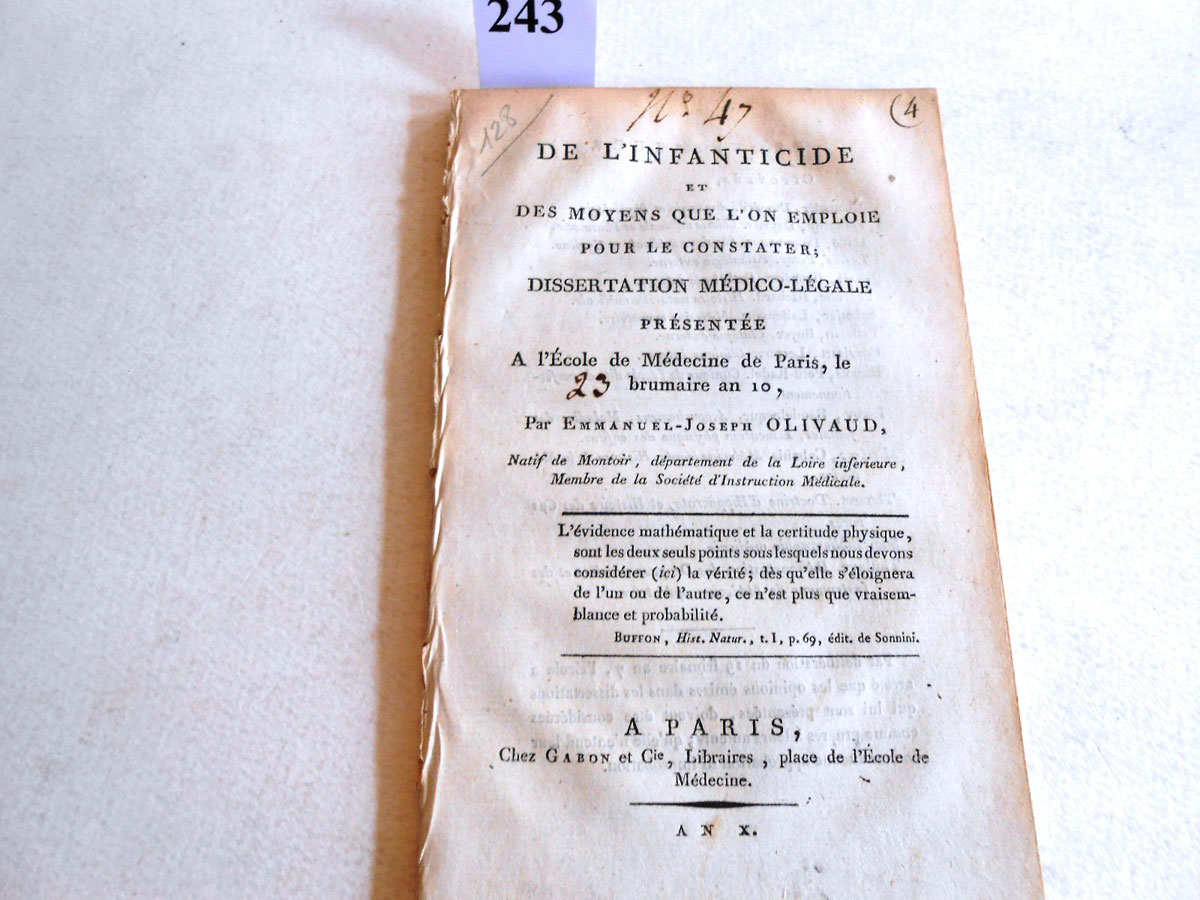 243
128
Nº 47
(4
DE L'INFANTICIDE
ET
DES MOYENS QUE L'ON EMPLOIE
POUR LE CONSTATER;
DISSERTATION MÉDICO-LÉGALE
PRÉSENTÉE
A l'École de Médecine de Paris, le
23 brumaire an 10,
Par EMMANUEL-JOSEPH OLIVAUD,
Natif de Montoir, département de la Loire inferieure,
Membre de la Société d'Instruction Médicale.
L'évidence mathématique et la certitude physique,
sont les deux seuls points sous lesquels nous devons
considérer (ici) la vérité; dès qu'elle s'éloignera
de l'un ou de l'autre, ce n'est plus que vraisem-
blance et probabilité.
BUFFON, Hist. Natur., t. I, p. 69, édit. de Sonnini.
A PARIS,
Chez GABON et Cie, Libraires, place de l'École de
Médecine.
AN X.